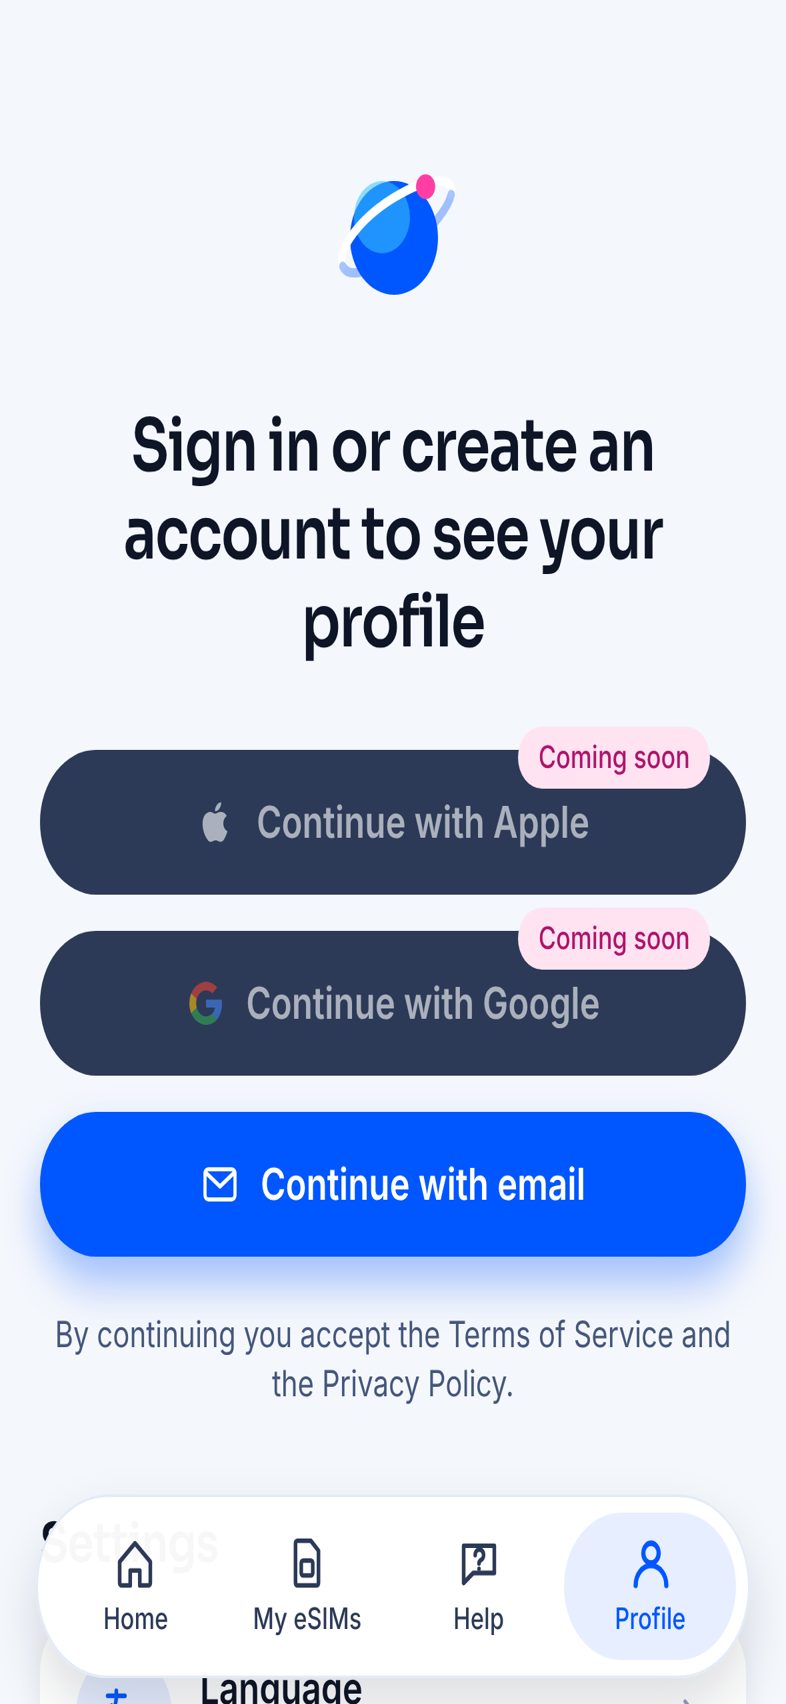 Sign in or create an
account to see your
profile
Coming soon
Continue with Apple
Coming soon
Continue with Google
Continue with email
By continuing you accept the Terms of Service and
the Privacy Policy.
Settings
Home
My eSIMs
Help
Profile
Language